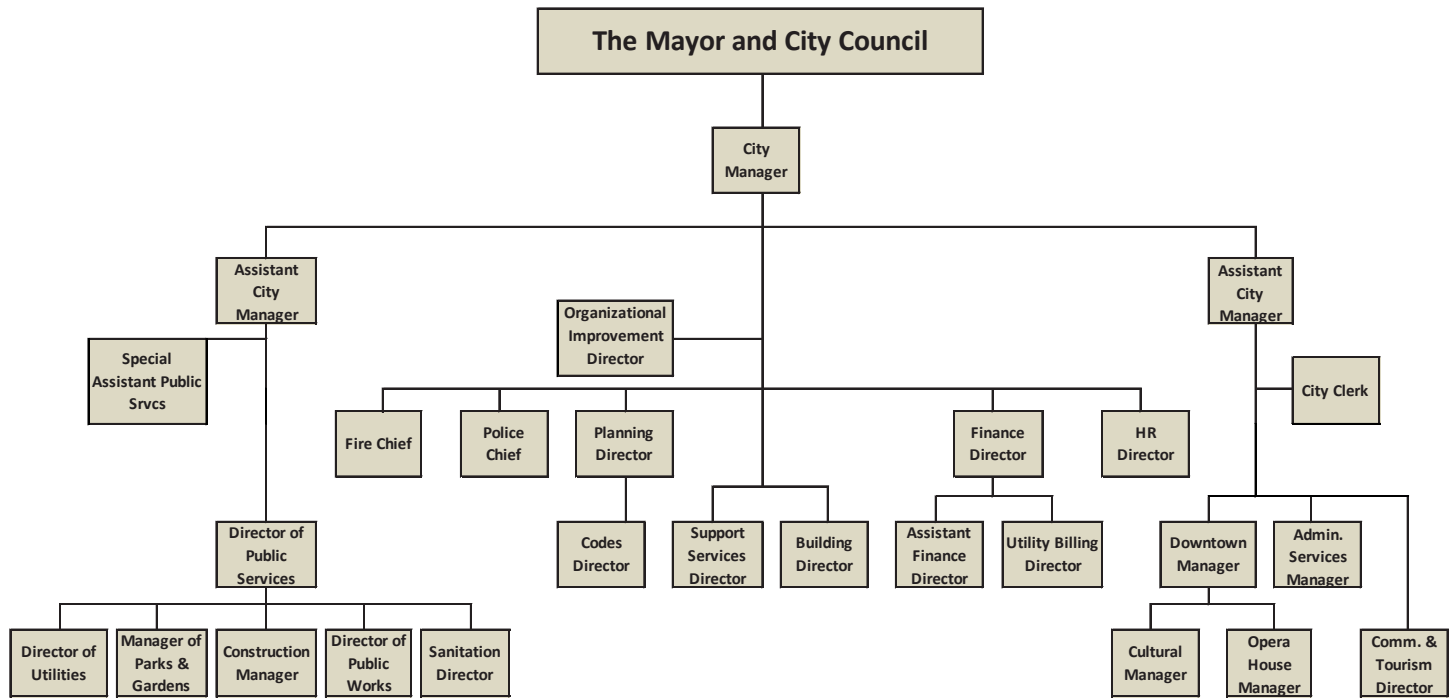 The Mayor and City Council
City
Manager
Assistant
City
Manager
Assistant
City
Manager
Organizational
Improvement
Director
Special
Assistant Public
Srvcs
City Clerk
Fire Chief
Police
Chief
Planning
Director
Finance
Director
HR
Director
Director of
Public
Services
Codes
Director
Support
Services
Director
Building
Director
Assistant
Finance
Director
Utility Billing
Director
Downtown
Manager
Admin.
Services
Manager
Director of
Utilities
Manager of
Parks &
Gardens
Construction
Manager
Director of
Public
Works
Sanitation
Director
Cultural
Manager
Opera
House
Manager
Comm. &
Tourism
Director